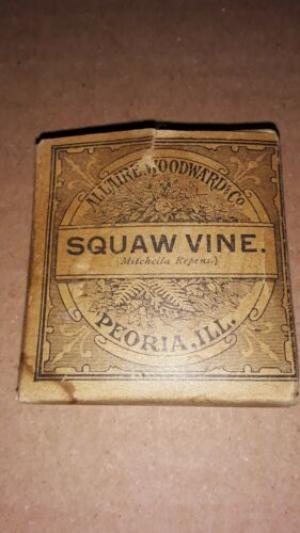 ALLAIRE, WOODWARD & CO
SQUAW VINE.
(Mitchella Repens.)
PEORIA, ILL.